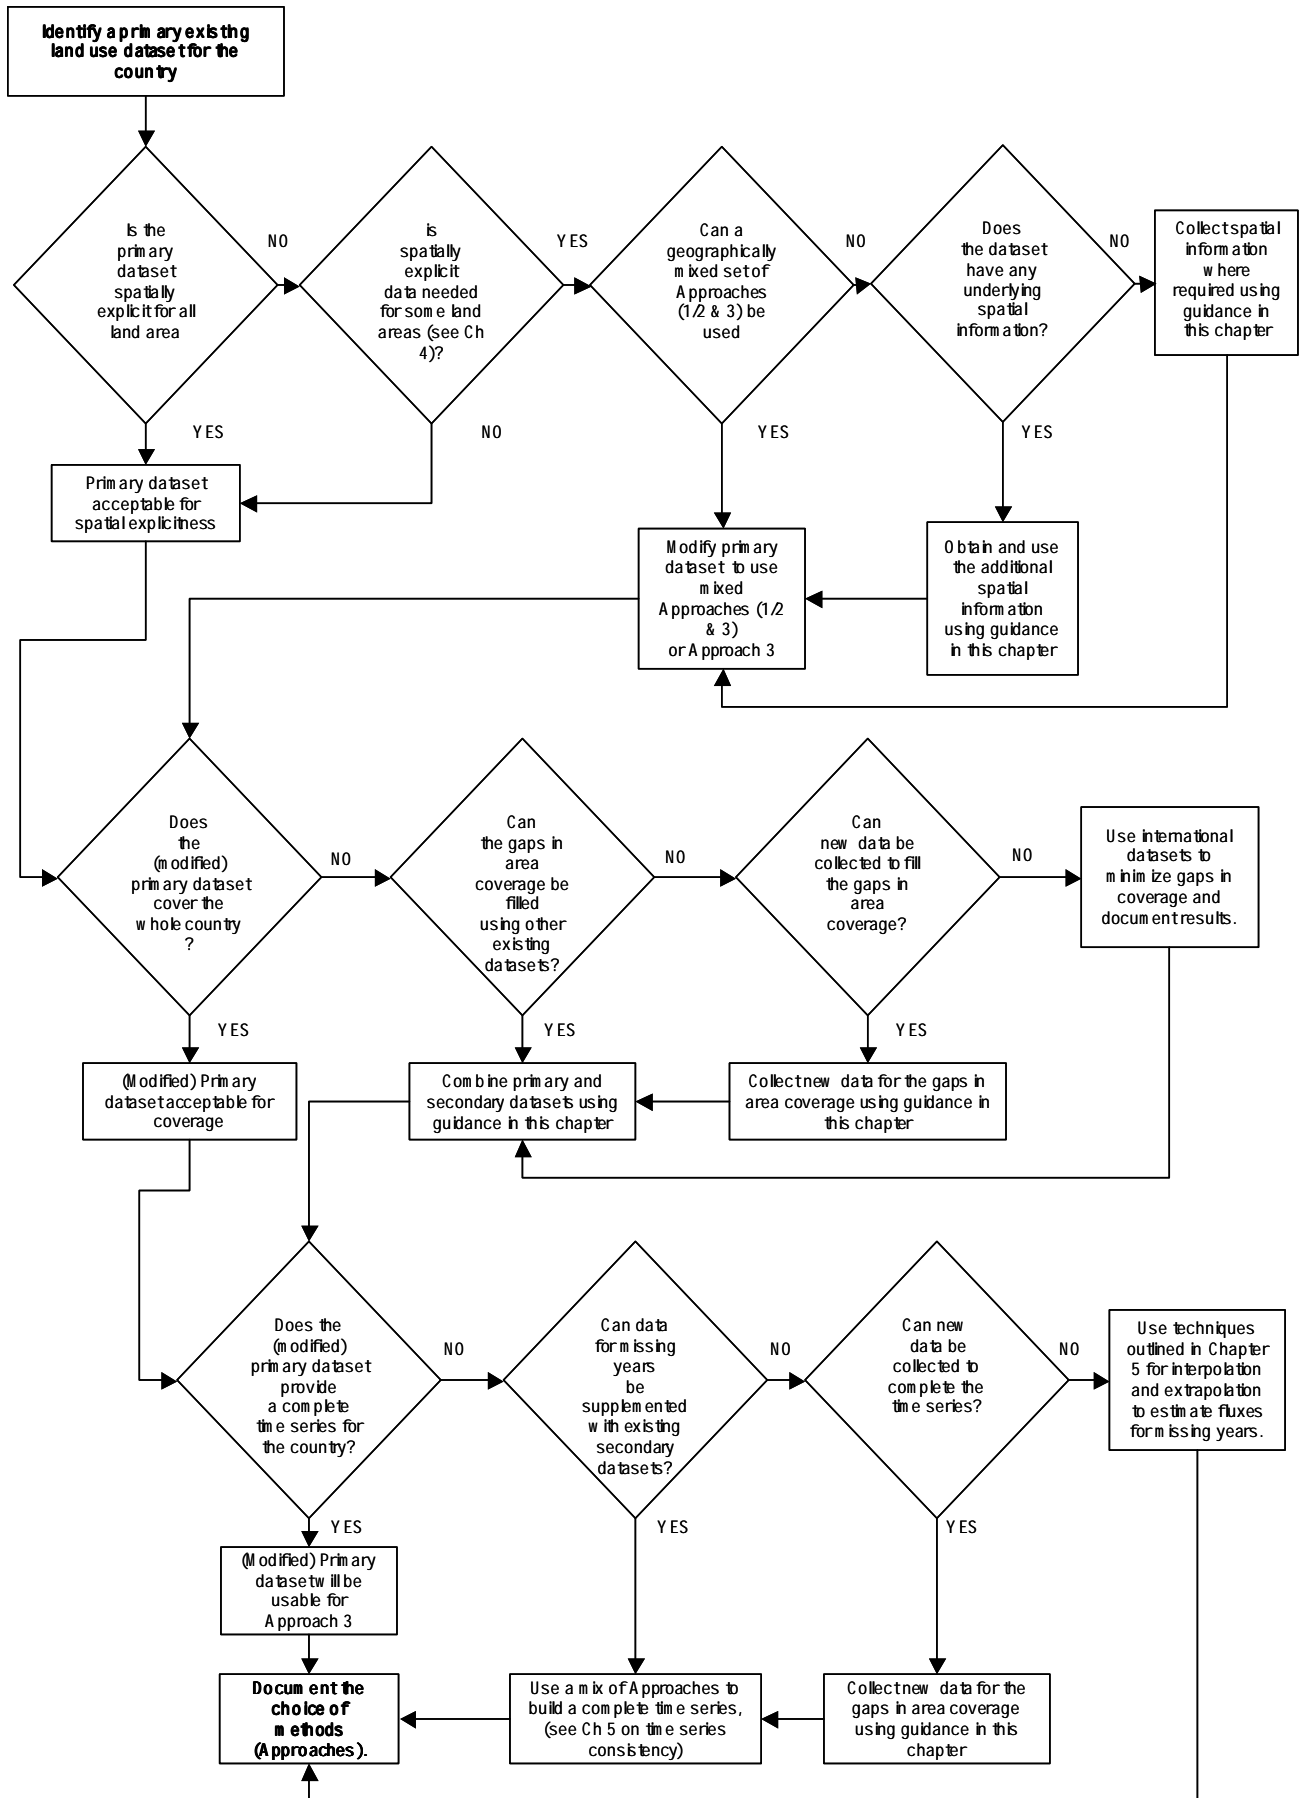 Identify a primary existing
land use dataset for the
country
Is the
primary
dataset
spatially
explicit for all
land area
NO
is
spatially
explicit
data needed
for some land
areas (see Ch
4)?
YES
Can a
geographically
mixed set of
Approaches
(1/2 & 3) be
used
NO
Does
the dataset
have any
underlying
spatial
information?
NO
Collect spatial
information
where
required using
guidance in
this chapter
YES
NO
YES
YES
Primary dataset
acceptable for
spatial explicitness
Modify primary
dataset to use
mixed
Approaches (1/2
& 3)
or Approach 3
Obtain and use
the additional
spatial
information
using guidance
in this chapter
Does
the
(modified)
primary dataset
cover the
whole country
?
NO
Can
the gaps in
area
coverage be
filled
using other
existing
datasets?
NO
Can
new data be
collected to fill
the gaps in
area
coverage?
NO
Use international
datasets to
minimize gaps in
coverage and
document results.
YES
YES
YES
(Modified) Primary
dataset acceptable for
coverage
Combine primary and
secondary datasets using
guidance in this chapter
Collect new data for the gaps in
area coverage using guidance in
this chapter
Does the
(modified)
primary dataset
provide
a complete
time series for
the country?
NO
Can data
for missing
years
be
supplemented
with existing
secondary
datasets?
NO
Can new
data be
collected to
complete the
time series?
NO
Use techniques
outlined in Chapter
5 for interpolation
and extrapolation
to estimate fluxes
for missing years.
YES
YES
YES
(Modified) Primary
dataset will be
usable for
Approach 3
Document the
choice of
methods
(Approaches).
Use a mix of Approaches to
build a complete time series,
(see Ch 5 on time series
consistency)
Collect new data for the
gaps in area coverage
using guidance in this
chapter